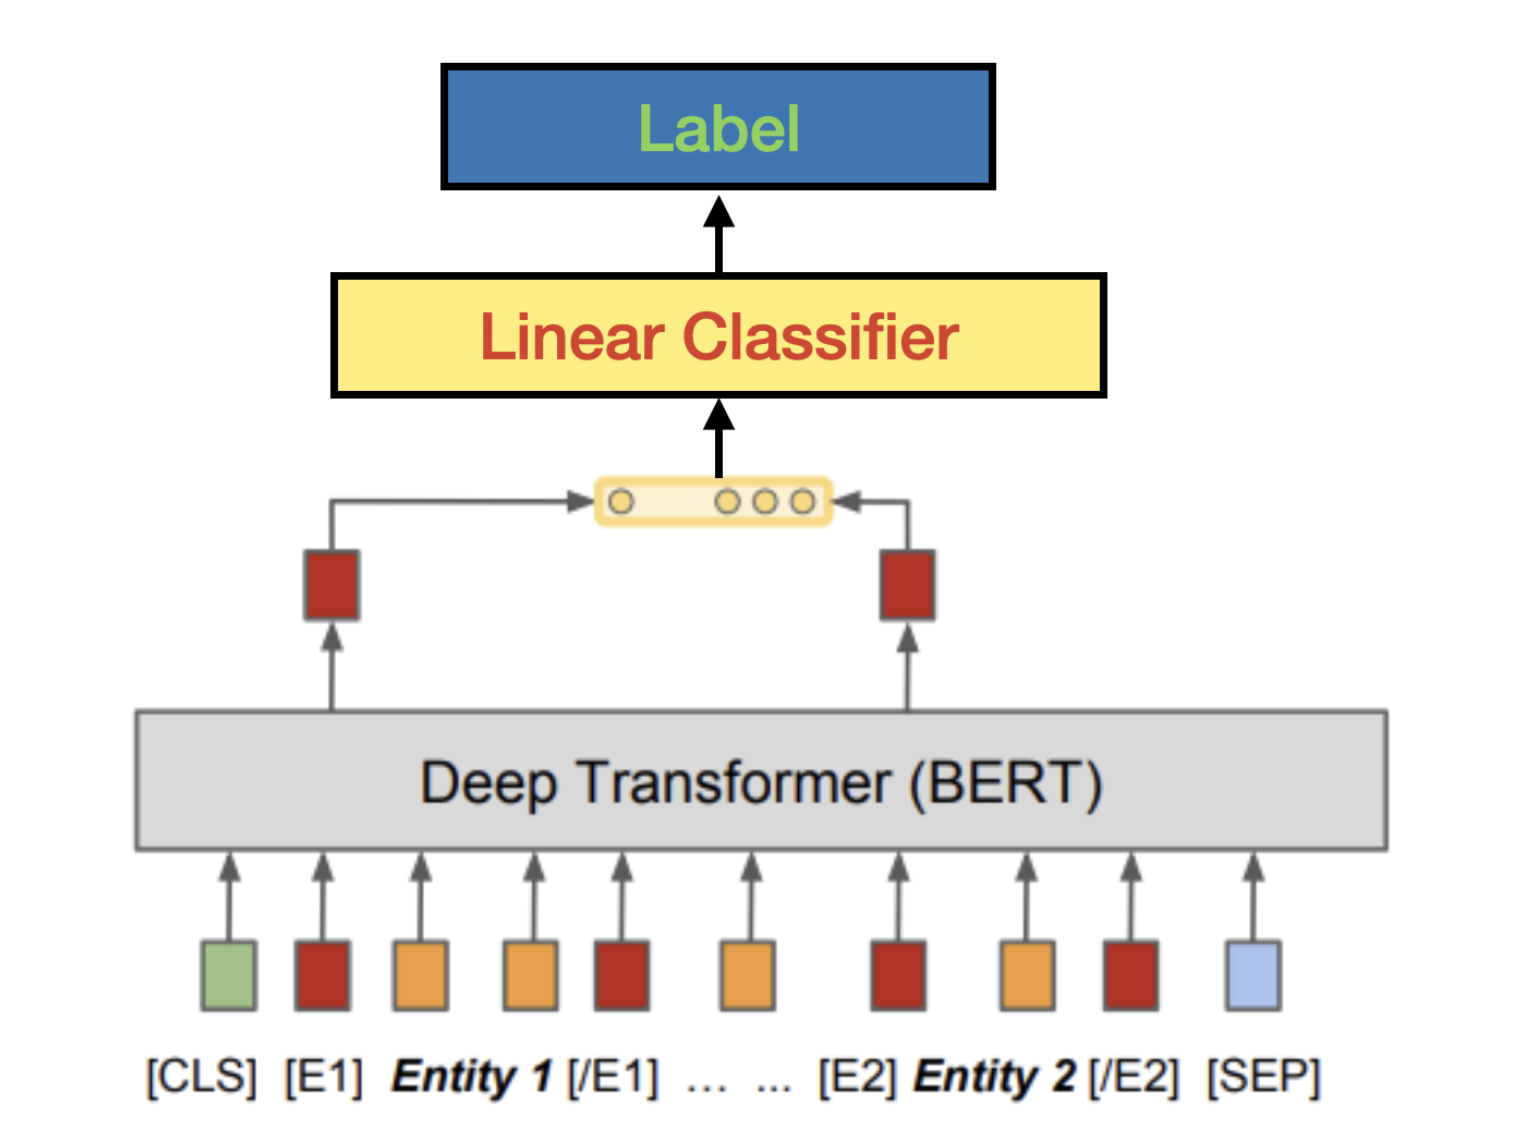 Label
Linear Classifier
Deep Transformer (BERT)
[CLS] [E1] Entity 1 [/E1] ... ... [E2] Entity 2 [/E2] [SEP]